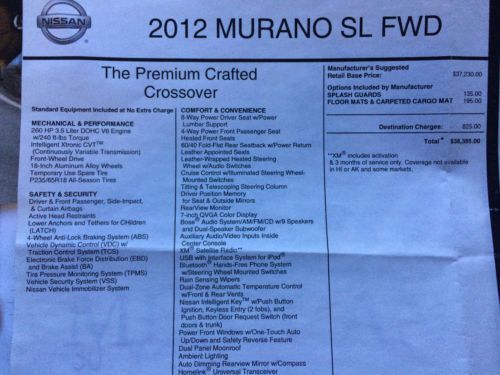 NISSAN
2012 MURANO SL FWD
The Premium Crafted
Crossover
Standard Equipment Included at No Extra Charge
MECHANICAL & PERFORMANCE
260 HP 3.5 Liter DOHC V6 Engine
w/240 ft-lbs Torque
Intelligent Xtronic CVT™
(Continuously Variable Transmission)
Front-Wheel Drive
18-Inch Aluminum Alloy Wheels
Temporary Use Spare Tire
P235/65R18 All-Season Tires
SAFETY & SECURITY
Driver & Front Passenger, Side-Impact,
& Curtain Airbags
Active Head Restraints
Lower Anchors and Tethers for Children
(LATCH)
4-Wheel Anti-Lock Braking System (ABS)
Vehicle Dynamic Control (VDC) w/
Traction Control System (TCS)
Electronic Brake Force Distribution (EBD)
and Brake Assist (BA)
Tire Pressure Monitoring System (TPMS)
Vehicle Security System (VSS)
Nissan Vehicle Immobilizer System
COMFORT & CONVENIENCE
8-Way Power Driver Seat w/Power
Lumbar Support
4-Way Power Front Passenger Seat
Heated Front Seats
60/40 Fold-Flat Rear Seatback w/Power Return
Leather Appointed Seats
Leather-Wrapped Heated Steering
Wheel w/Audio Switches
Cruise Control w/Illuminated Steering Wheel-
Mounted Switches
Tilting & Telescoping Steering Column
Driver Position Memory
for Seat & Outside Mirrors
RearView Monitor
7-inch QVGA Color Display
Bose® Audio System/AM/FM/CD w/9 Speakers
and Dual-Speaker Subwoofer
Auxiliary Audio/Video Inputs Inside
Center Console
XM® Satellite Radio**
USB with Interface System for iPod®
Bluetooth® Hands-Free Phone System
w/Steering Wheel Mounted Switches
Rain Sensing Wipers
Dual-Zone Automatic Temperature Control
w/Front & Rear Vents
Nissan Intelligent Key™ w/Push Button
Ignition, Keyless Entry (2 fobs), and
Push Button Door Request Switch (front
doors & trunk)
Power Front Windows w/One-Touch Auto
Up/Down and Safety Reverse Feature
Dual Panel Moonroof
Ambient Lighting
Auto Dimming Rearview Mirror w/Compass
Homelink® Universal Transceiver
Manufacturer's Suggested
Retail Base Price: $37,230.00
Options Included by Manufacturer
SPLASH GUARDS 135.00
FLOOR MATS & CARPETED CARGO MAT 195.00
Destination Charges: 825.00
Total * $38,385.00
**XM® includes activation
& 3 months of service only. Coverage not available
in HI or AK and some markets.